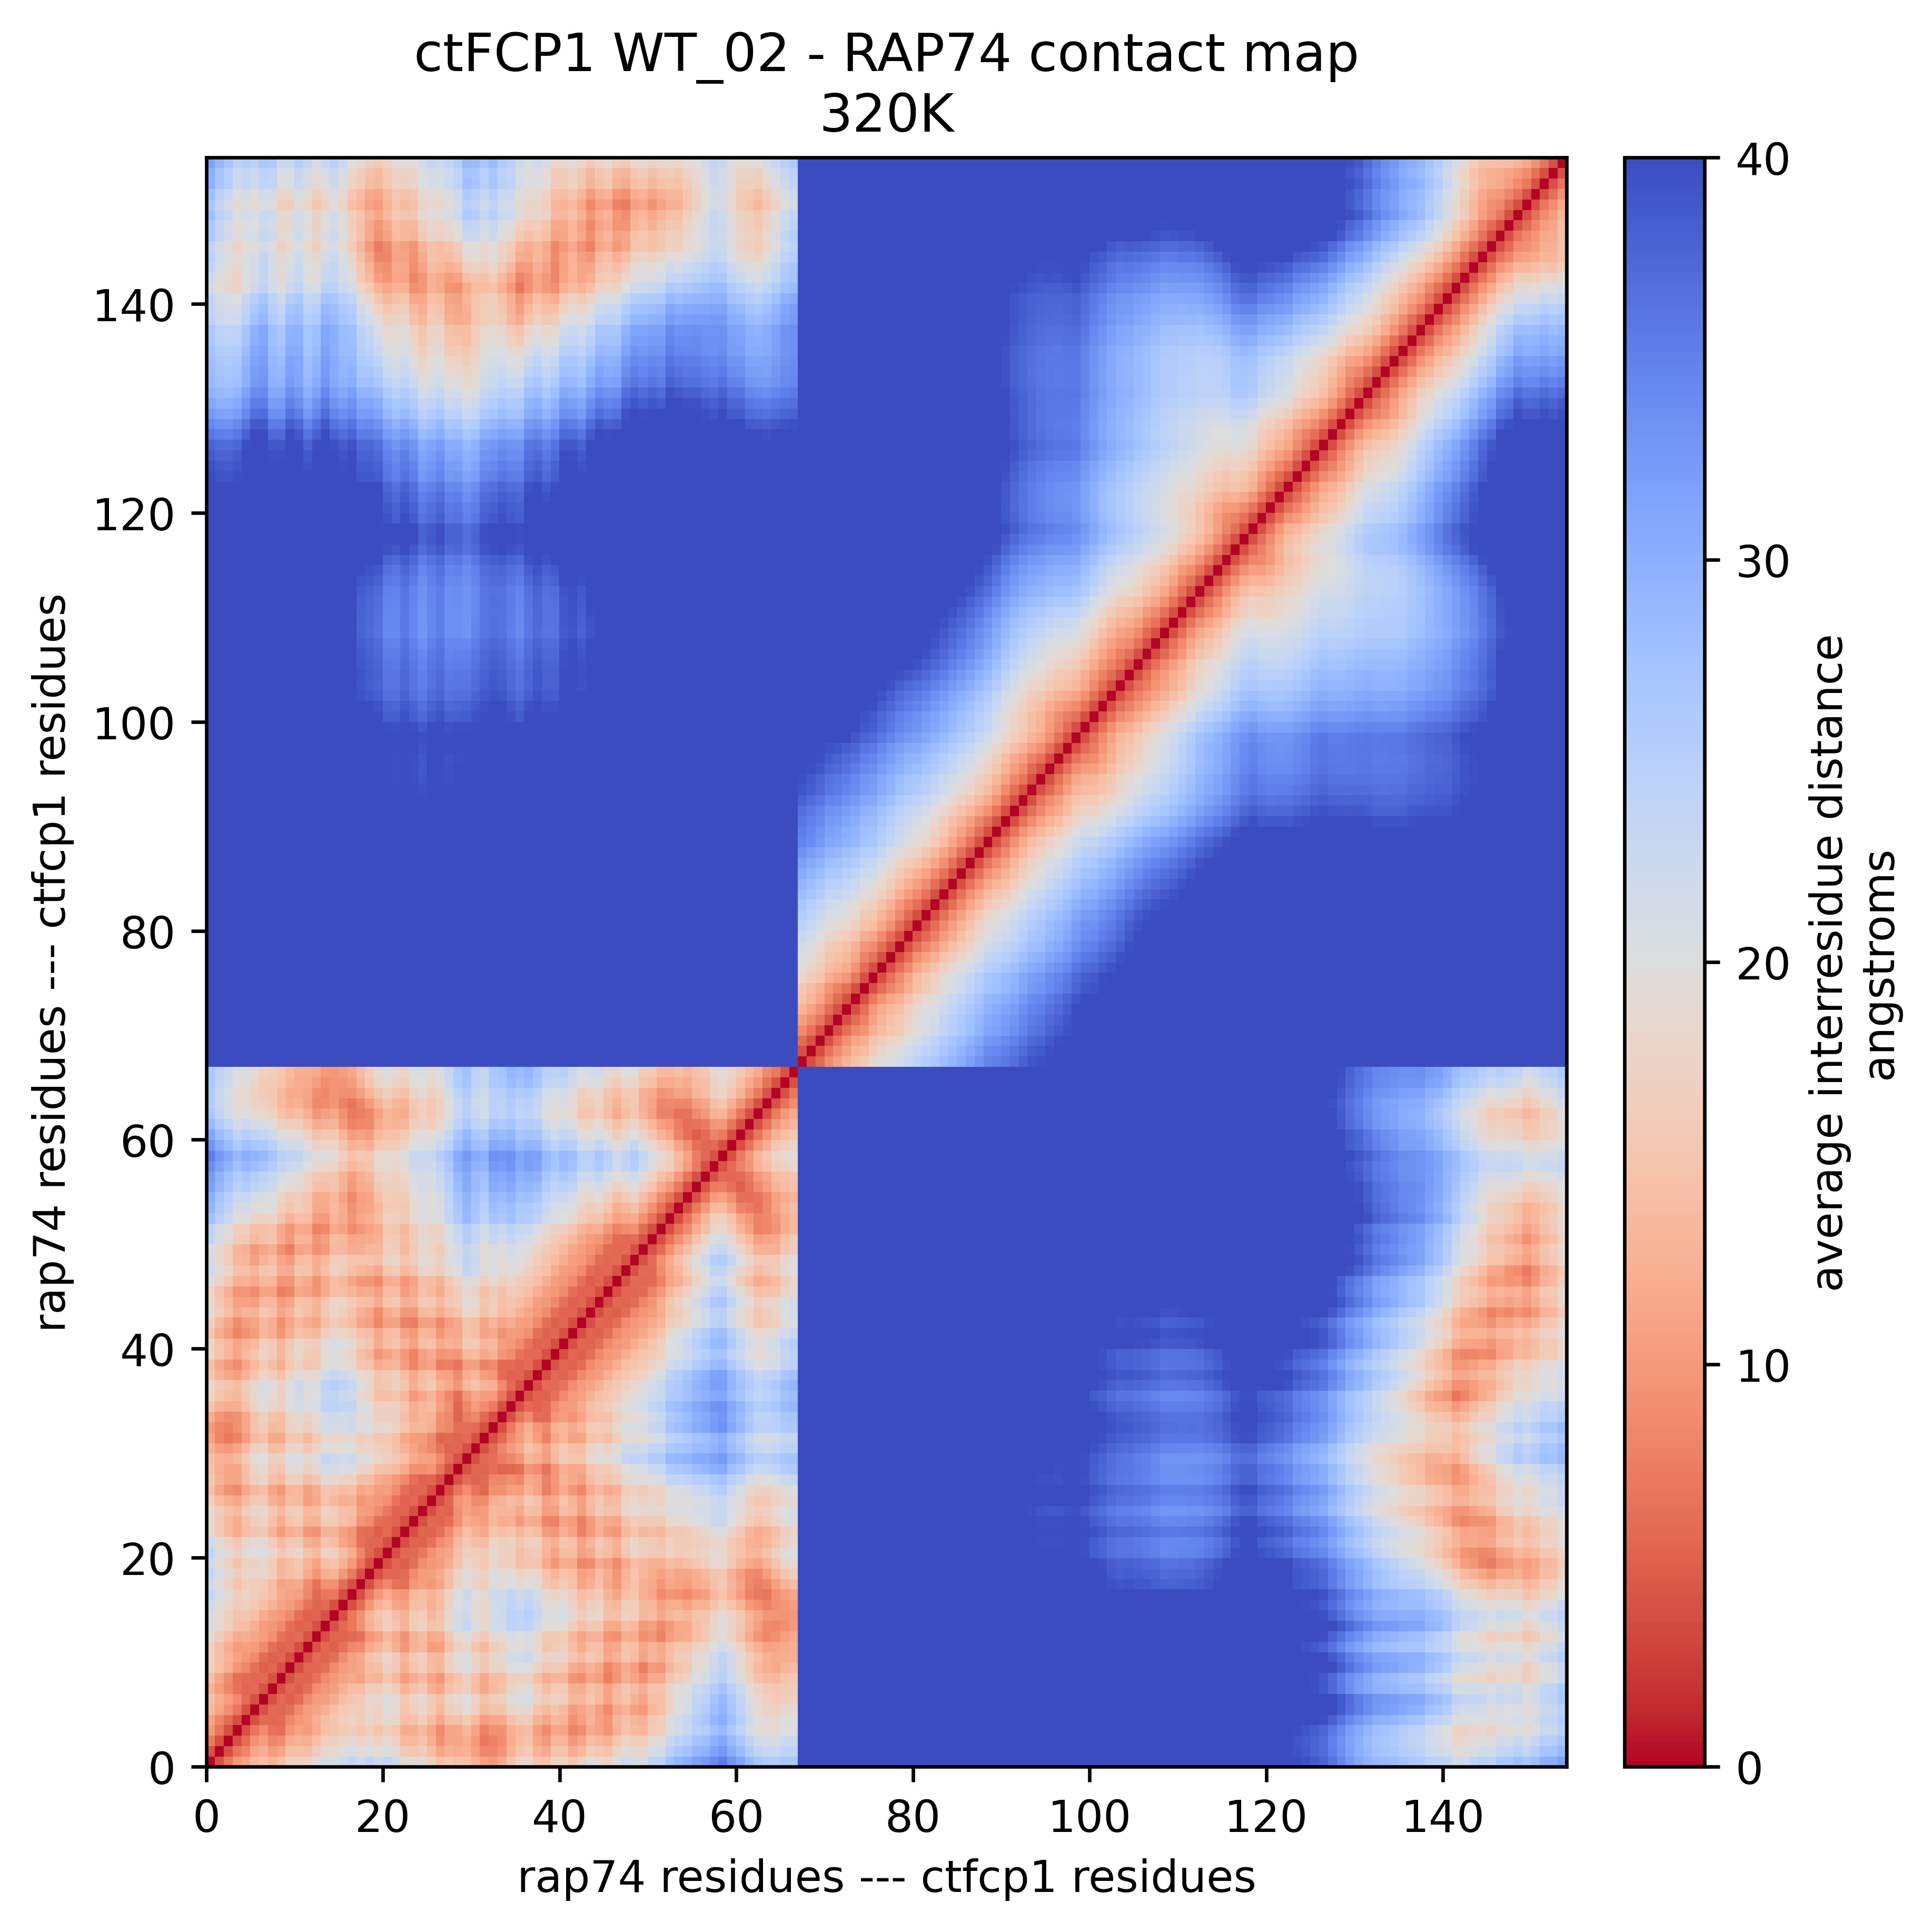 ctFCP1 WT_02 - RAP74 contact map
320K
rap74 residues --- ctfcp1 residues
140
120
100
80
60
40
20
0
0 20 40 60 80 100 120 140
rap74 residues --- ctfcp1 residues
40
30
20
10
0
average interresidue distance
angstroms